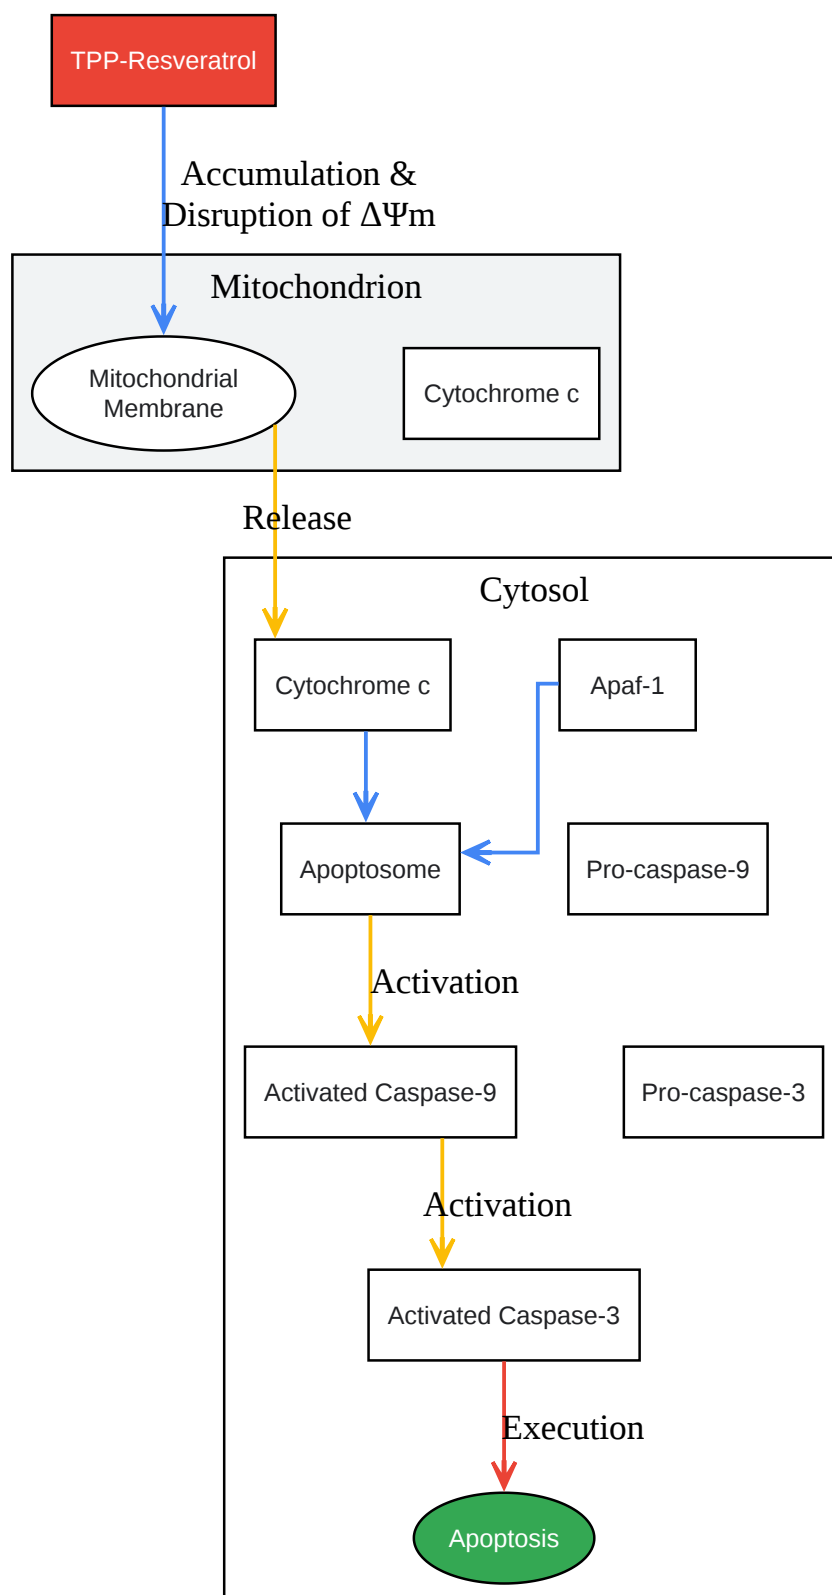 TPP-Resveratrol
Accumulation &
Disruption of ΔΨm
Mitochondrion
Mitochondrial
Membrane
Cytochrome c
Release
Cytosol
Cytochrome c
Apaf-1
Apoptosome
Pro-caspase-9
Activation
Activated Caspase-9
Pro-caspase-3
Activation
Activated Caspase-3
Execution
Apoptosis